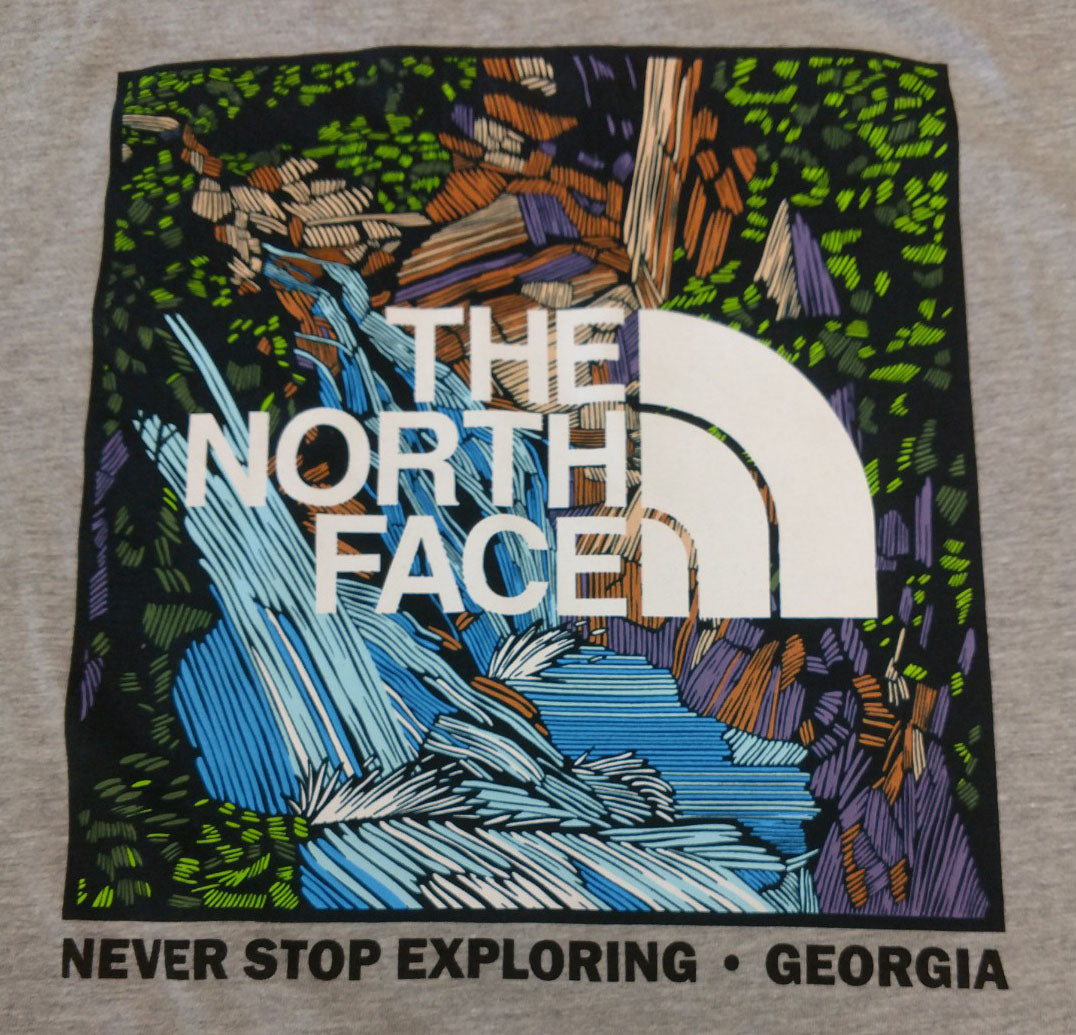 THE
NORTH
FACE
NEVER STOP EXPLORING • GEORGIA